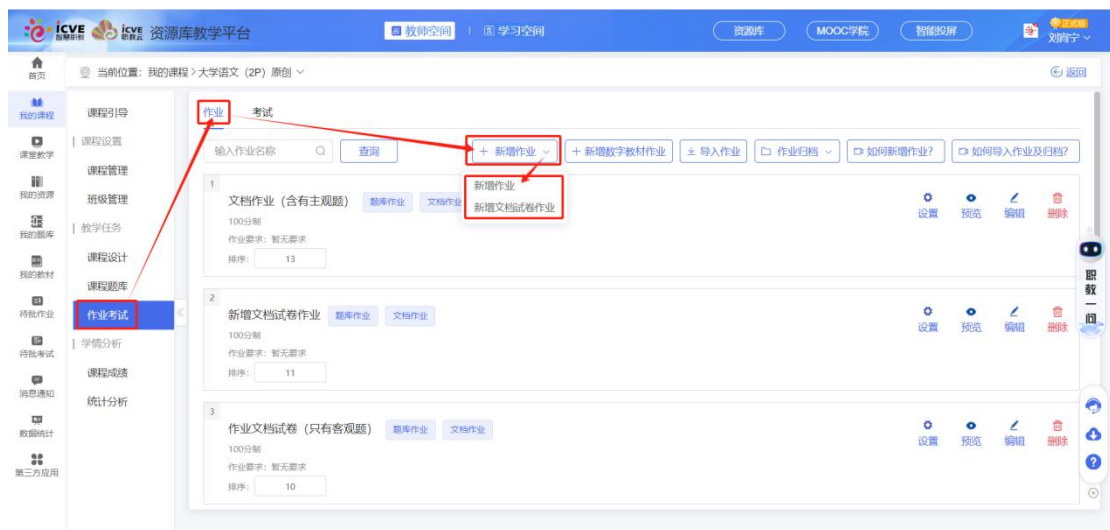 icve 智慧职教 icve 职教云 资源库教学平台
教师空间
学习空间
资源库
MOOC学院
智能投屏
正式版
首页
当前位置：我的课程 > 大学语文（2P）原创
返回
我的课程
课堂教学
我的资源
我的题库
我的教材
待批作业
待批考试
消息通知
数据统计
第三方应用
课程引导
课程设置
课程管理
班级管理
教学任务
课程设计
课程题库
作业考试
学情分析
课程成绩
统计分析
作业 考试
输入作业名称 查询 + 新增作业 + 新增数字教材作业 导入作业 作业归档 如何新增作业? 如何导入作业及归档?
新增作业
新增文档试卷作业
1
文档作业（含有主观题） 题库作业 文档作业
100分制
作业要求：暂无要求
排序： 13
设置 预览 编辑 删除
2
新增文档试卷作业 题库作业 文档作业
100分制
作业要求：暂无要求
排序： 11
设置 预览 编辑 删除
3
作业文档试卷（只有客观题） 题库作业 文档作业
100分制
作业要求：暂无要求
排序： 10
设置 预览 编辑 删除
职教一问